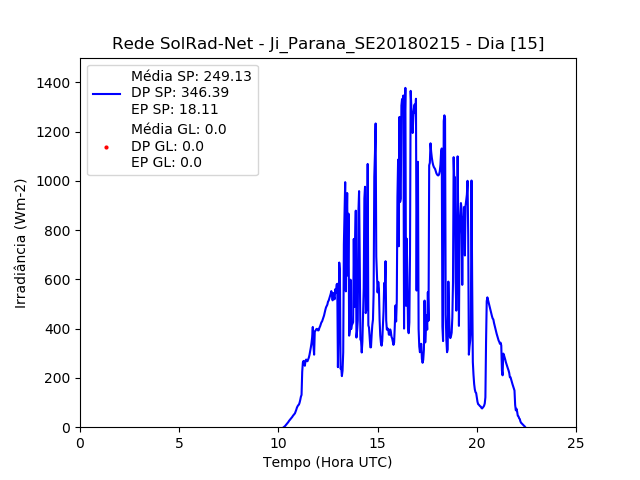 Rede SolRad-Net - Ji_Parana_SE20180215 - Dia [15]
Média SP: 249.13
DP SP: 346.39
EP SP: 18.11
Média GL: 0.0
DP GL: 0.0
EP GL: 0.0
Irradiância (Wm-2)
1400
1200
1000
800
600
400
200
0
0 5 10 15 20 25
Tempo (Hora UTC)